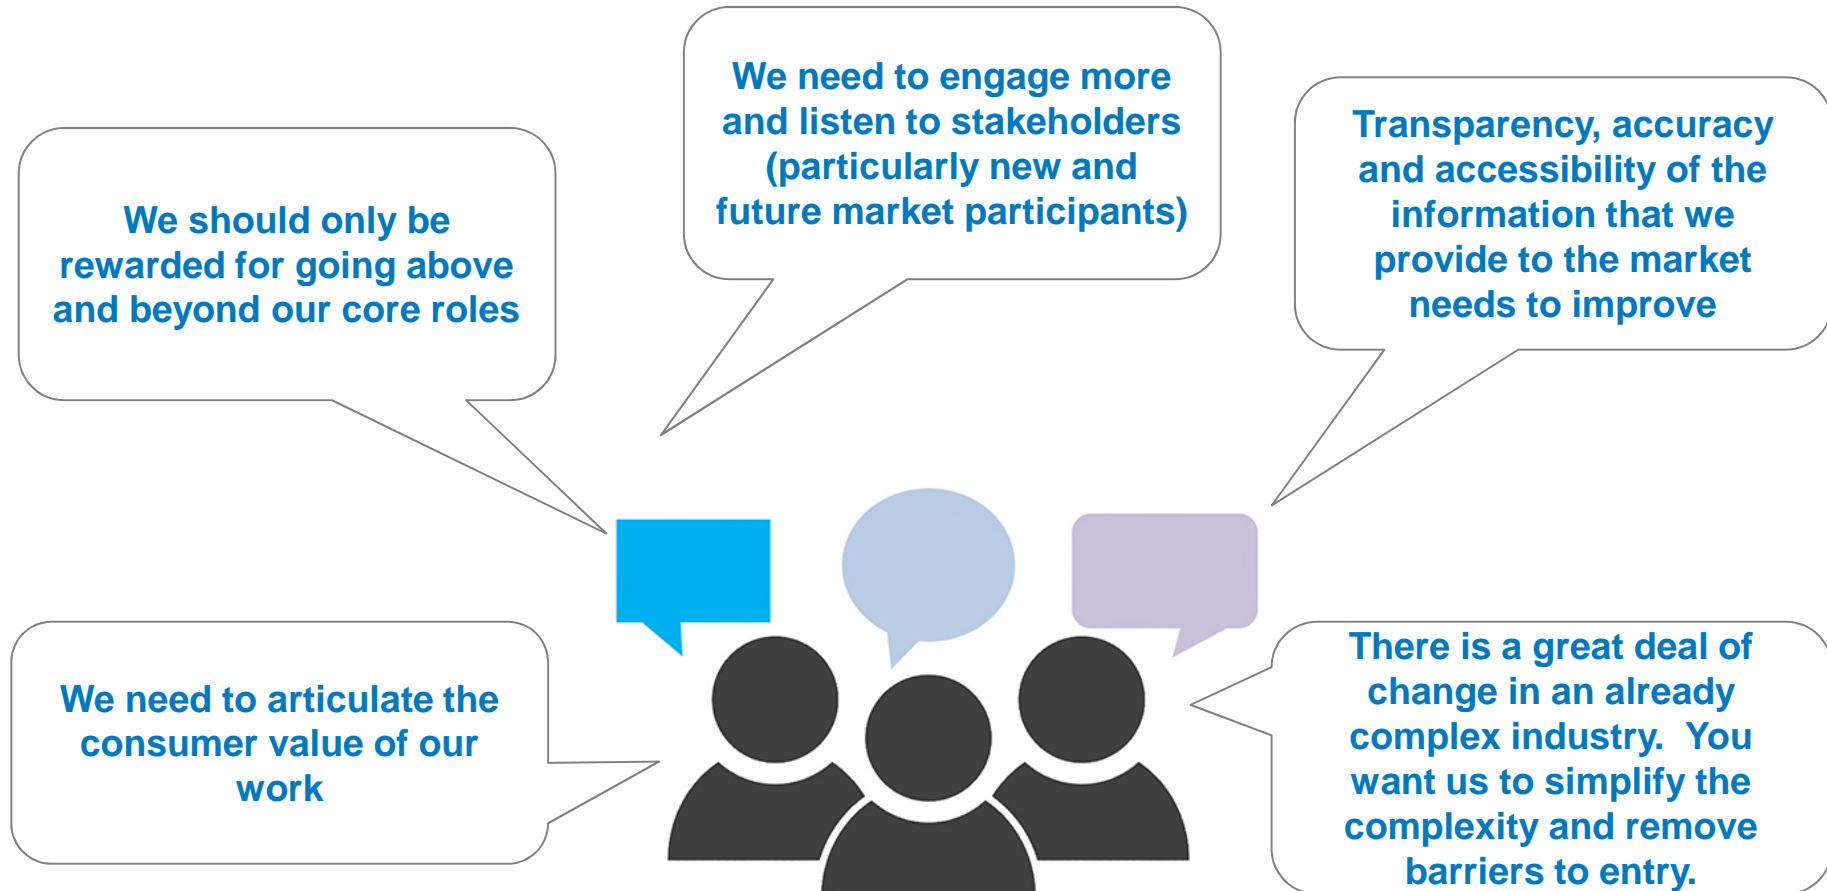 We should only be
rewarded for going above
and beyond our core roles
We need to engage more
and listen to stakeholders
(particularly new and
future market participants)
Transparency, accuracy
and accessibility of the
information that we
provide to the market
needs to improve
We need to articulate the
consumer value of our
work
There is a great deal of
change in an already
complex industry.  You
want us to simplify the
complexity and remove
barriers to entry.